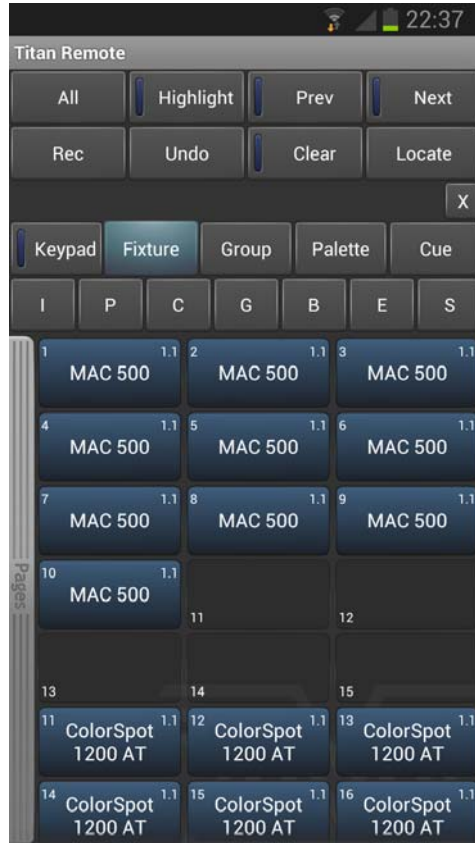 22:37
Titan Remote
All Highlight Prev Next
Rec Undo Clear Locate
X
Keypad Fixture Group Palette Cue
I P C G B E S
1 1.1 2 1.1 3 1.1
MAC 500 MAC 500 MAC 500
4 1.1 5 1.1 6 1.1
MAC 500 MAC 500 MAC 500
7 1.1 8 1.1 9 1.1
MAC 500 MAC 500 MAC 500
Pages
10 1.1
MAC 500
11 12
13 14 15
11 1.1 12 1.1 13 1.1
ColorSpot ColorSpot ColorSpot
1200 AT 1200 AT 1200 AT
14 1.1 15 1.1 16 1.1
ColorSpot ColorSpot ColorSpot
1200 AT 1200 AT 1200 AT